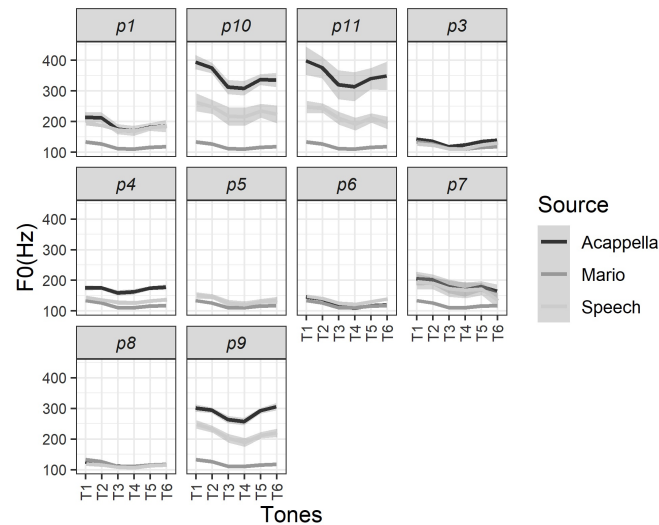 p1 p10 p11 p3
400
300
200
100
p4 p5 p6 p7
400
300
200
100
T1 T2 T3 T4 T5 T6 T1 T2 T3 T4 T5 T6
p8 p9
400
300
200
100
T1 T2 T3 T4 T5 T6 T1 T2 T3 T4 T5 T6
Tones
F0(Hz)
Source
Acappella
Mario
Speech